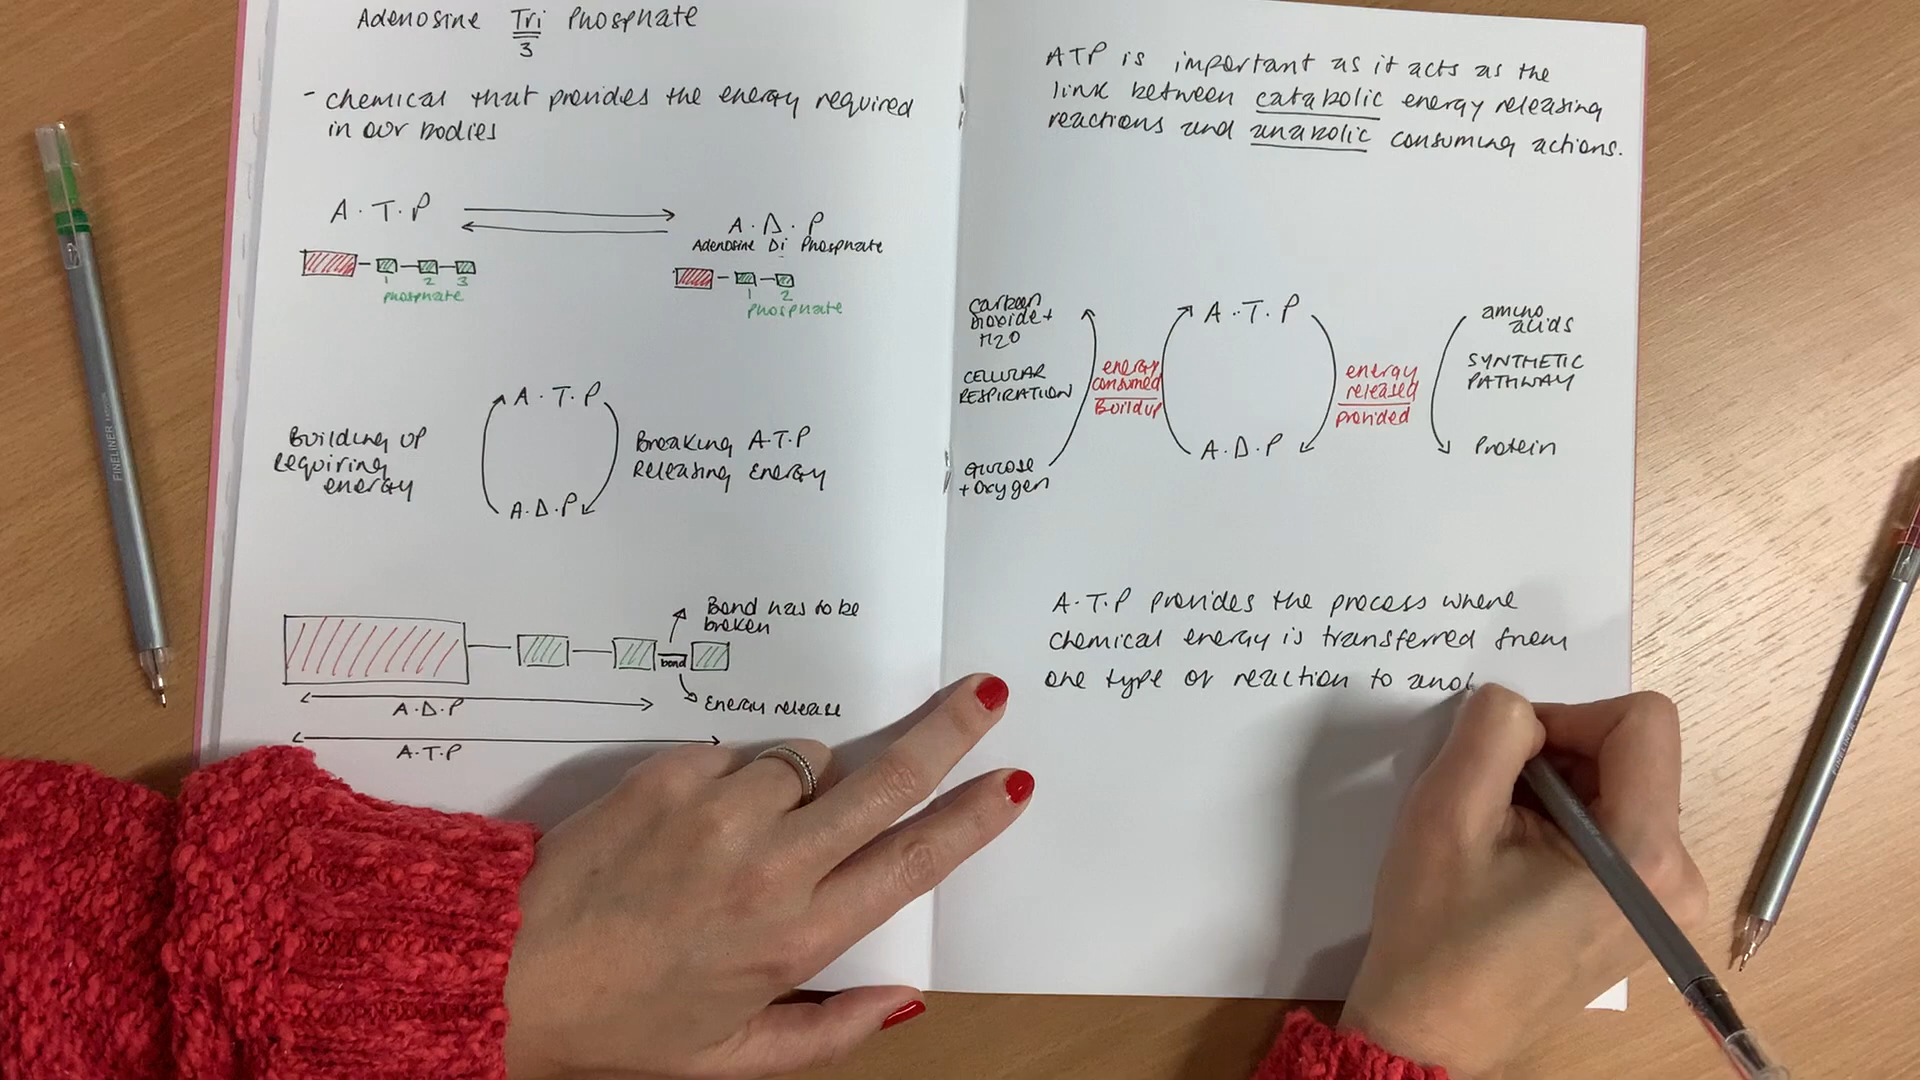 Adenosine Tri Phosphate
3
- chemical that provides the energy required
in our bodies
A.T.P
A.D.P
Adenosine Di Phosphate
1 2 3
phosphate
1 2
phosphate
A.T.P
Building up
requiring
energy
Breaking A.T.P
Releasing energy
A.D.P
Bond has to be
broken
bond
Energy release
A.D.P
A.T.P
ATP is important as it acts as the
link between catabolic energy releasing
reactions and anabolic consuming actions.
carbon
Dioxide +
H2O
CELLULAR
RESPIRATION
Glucose
+ Oxygen
energy
consumed
Buildup
A.T.P
A.D.P
energy
released
provided
amino
acids
SYNTHETIC
PATHWAY
Protein
A.T.P provides the process where
chemical energy is transferred from
one type of reaction to anot
FINELINER
FINELINER